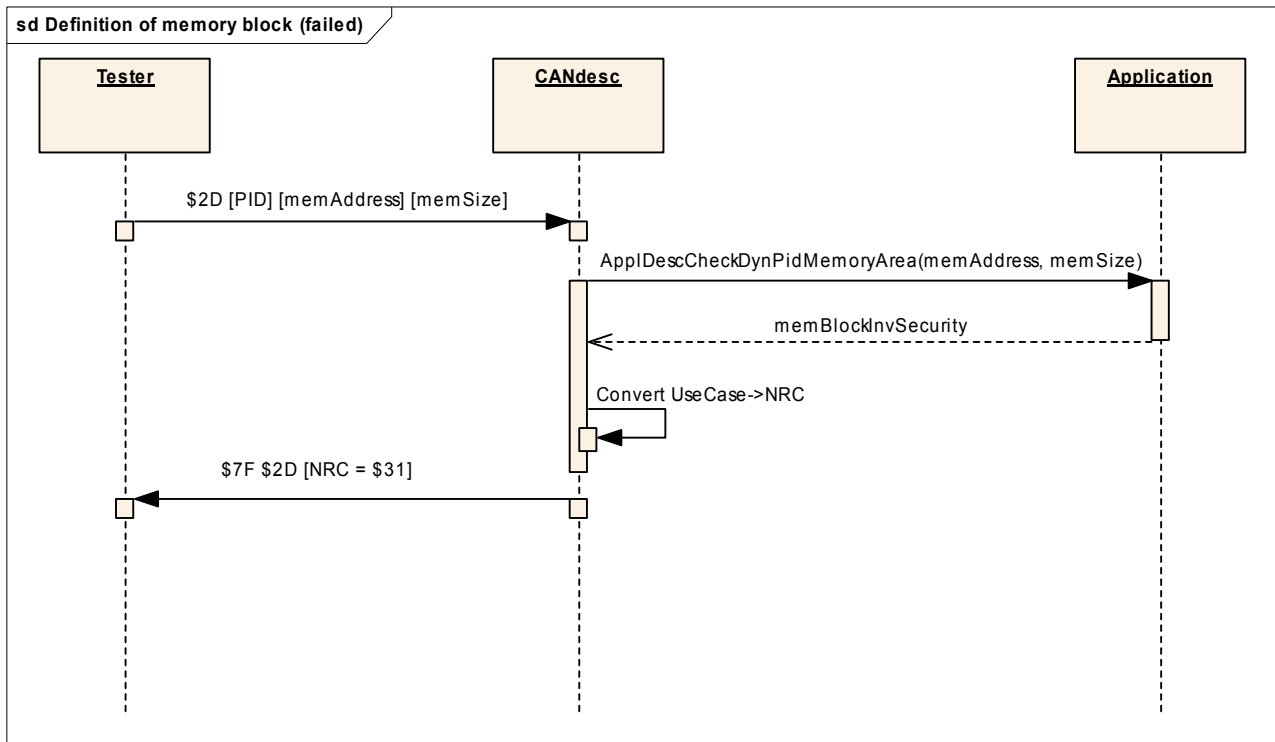 sd Definition of memory block (failed)
Tester
CANdesc
Application
$2D [PID] [memAddress] [memSize]
ApplDescCheckDynPidMemoryArea(memAddress, memSize)
memBlockInvSecurity
Convert UseCase->NRC
$7F $2D [NRC = $31]